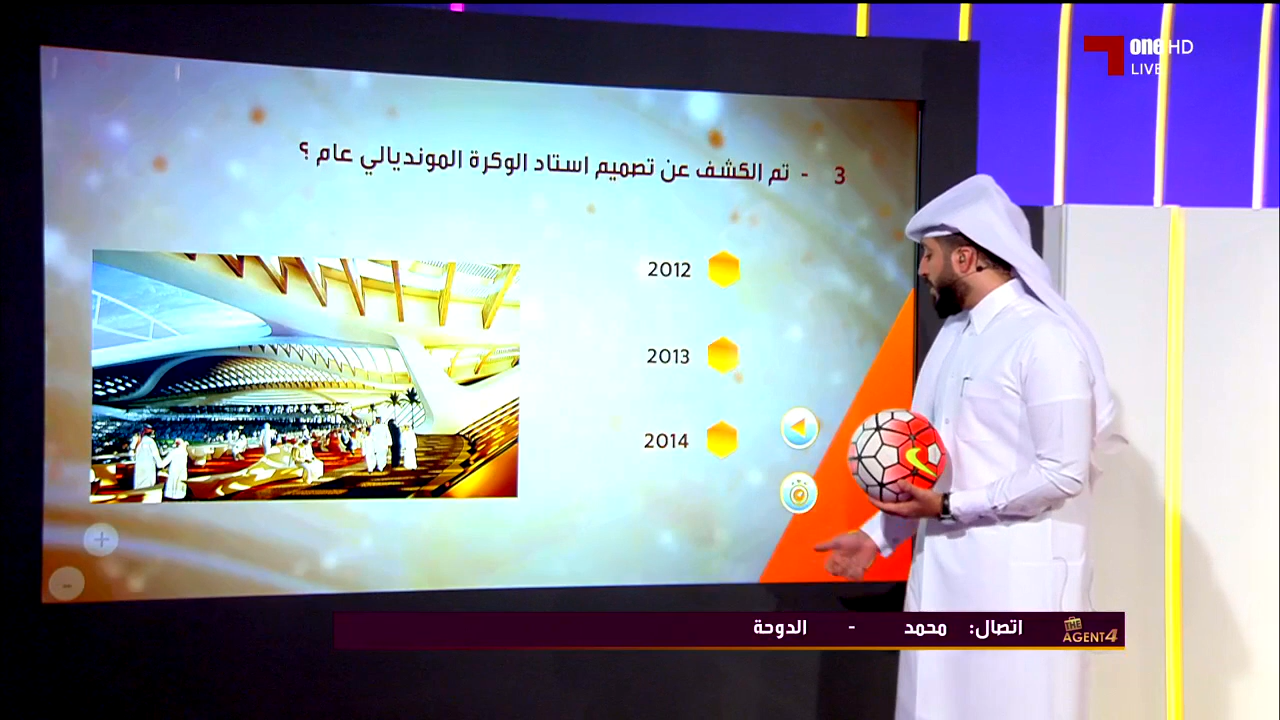 one HD
LIVE
3 - تم الكشف عن تصميم استاد الوكرة المونديالي عام ؟
2012
2013
2014
اتصال: محمد - الدوحة
THE
AGENT4